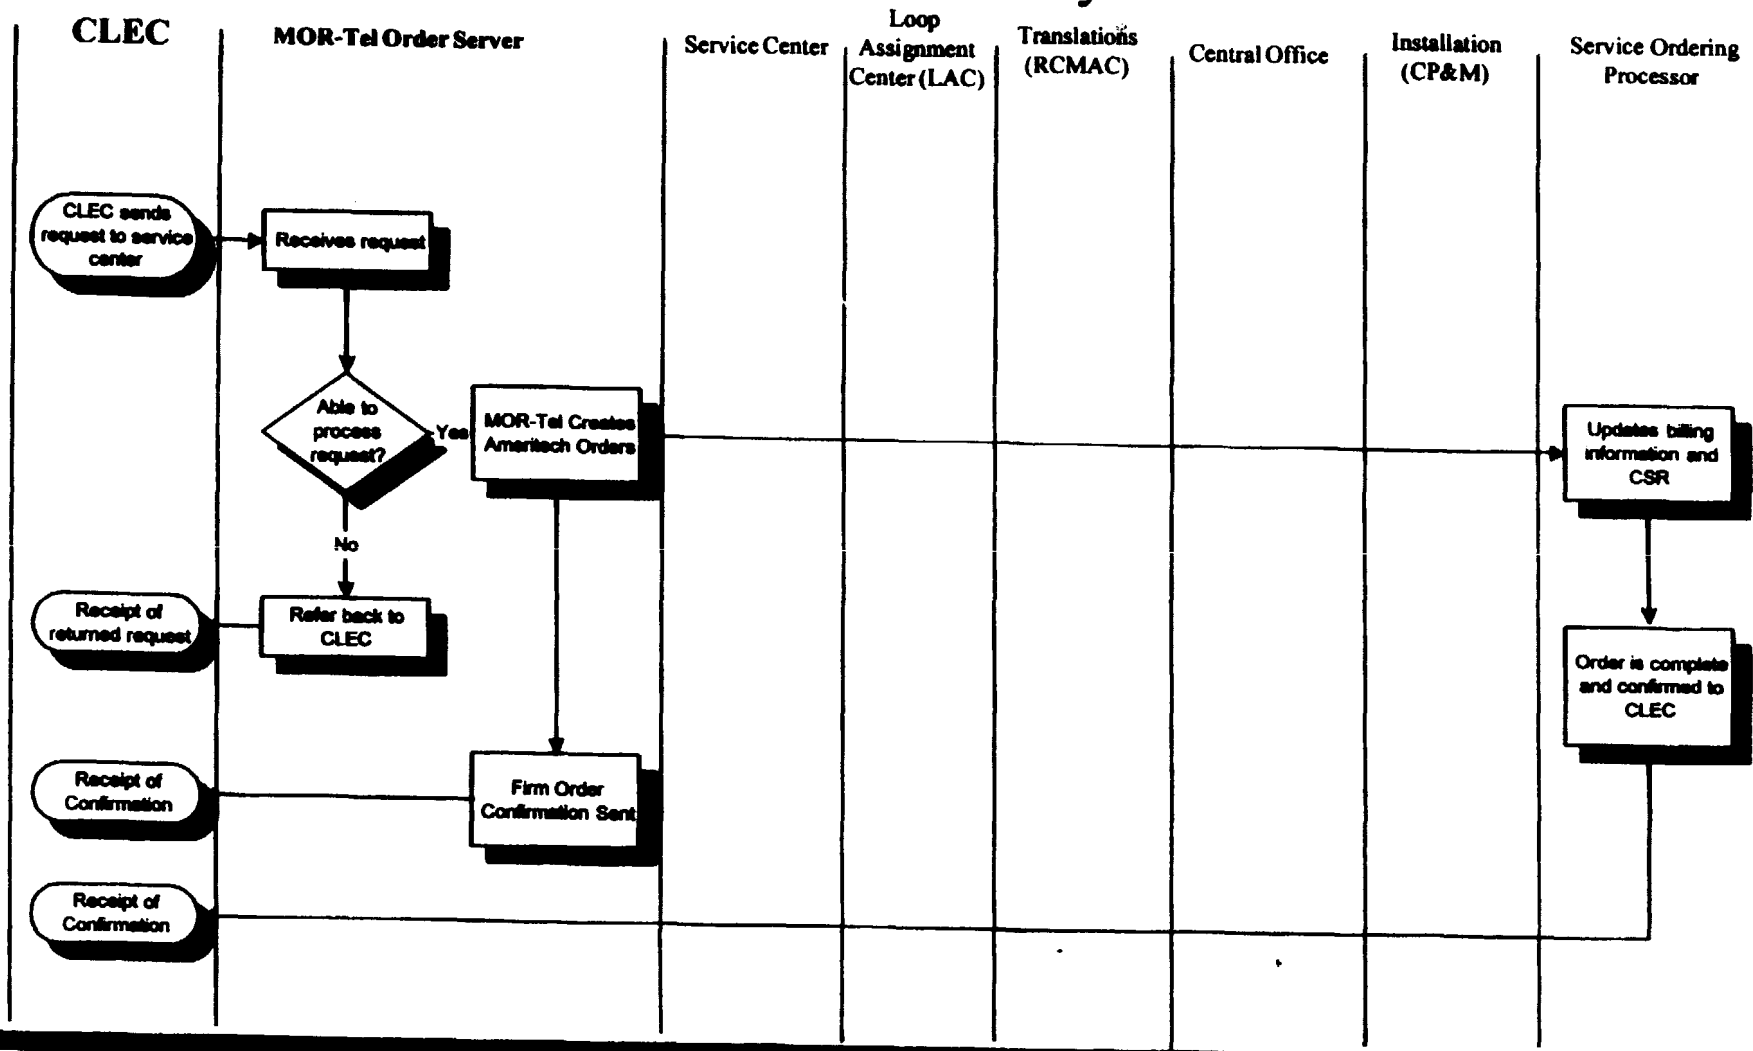 CLEC
MOR-Tel Order Server
Service Center
Loop
Assignment
Center (LAC)
Translations
(RCMAC)
Central Office
Installation
(CP&M)
Service Ordering
Processor
CLEC sends
request to service
center
Receives request
Able to
process
request?
Yes
MOR-Tel Creates
Ameritech Orders
Updates billing
information and
CSR
No
Receipt of
returned request
Refer back to
CLEC
Order is complete
and confirmed to
CLEC
Receipt of
Confirmation
Firm Order
Confirmation Sent
Receipt of
Confirmation